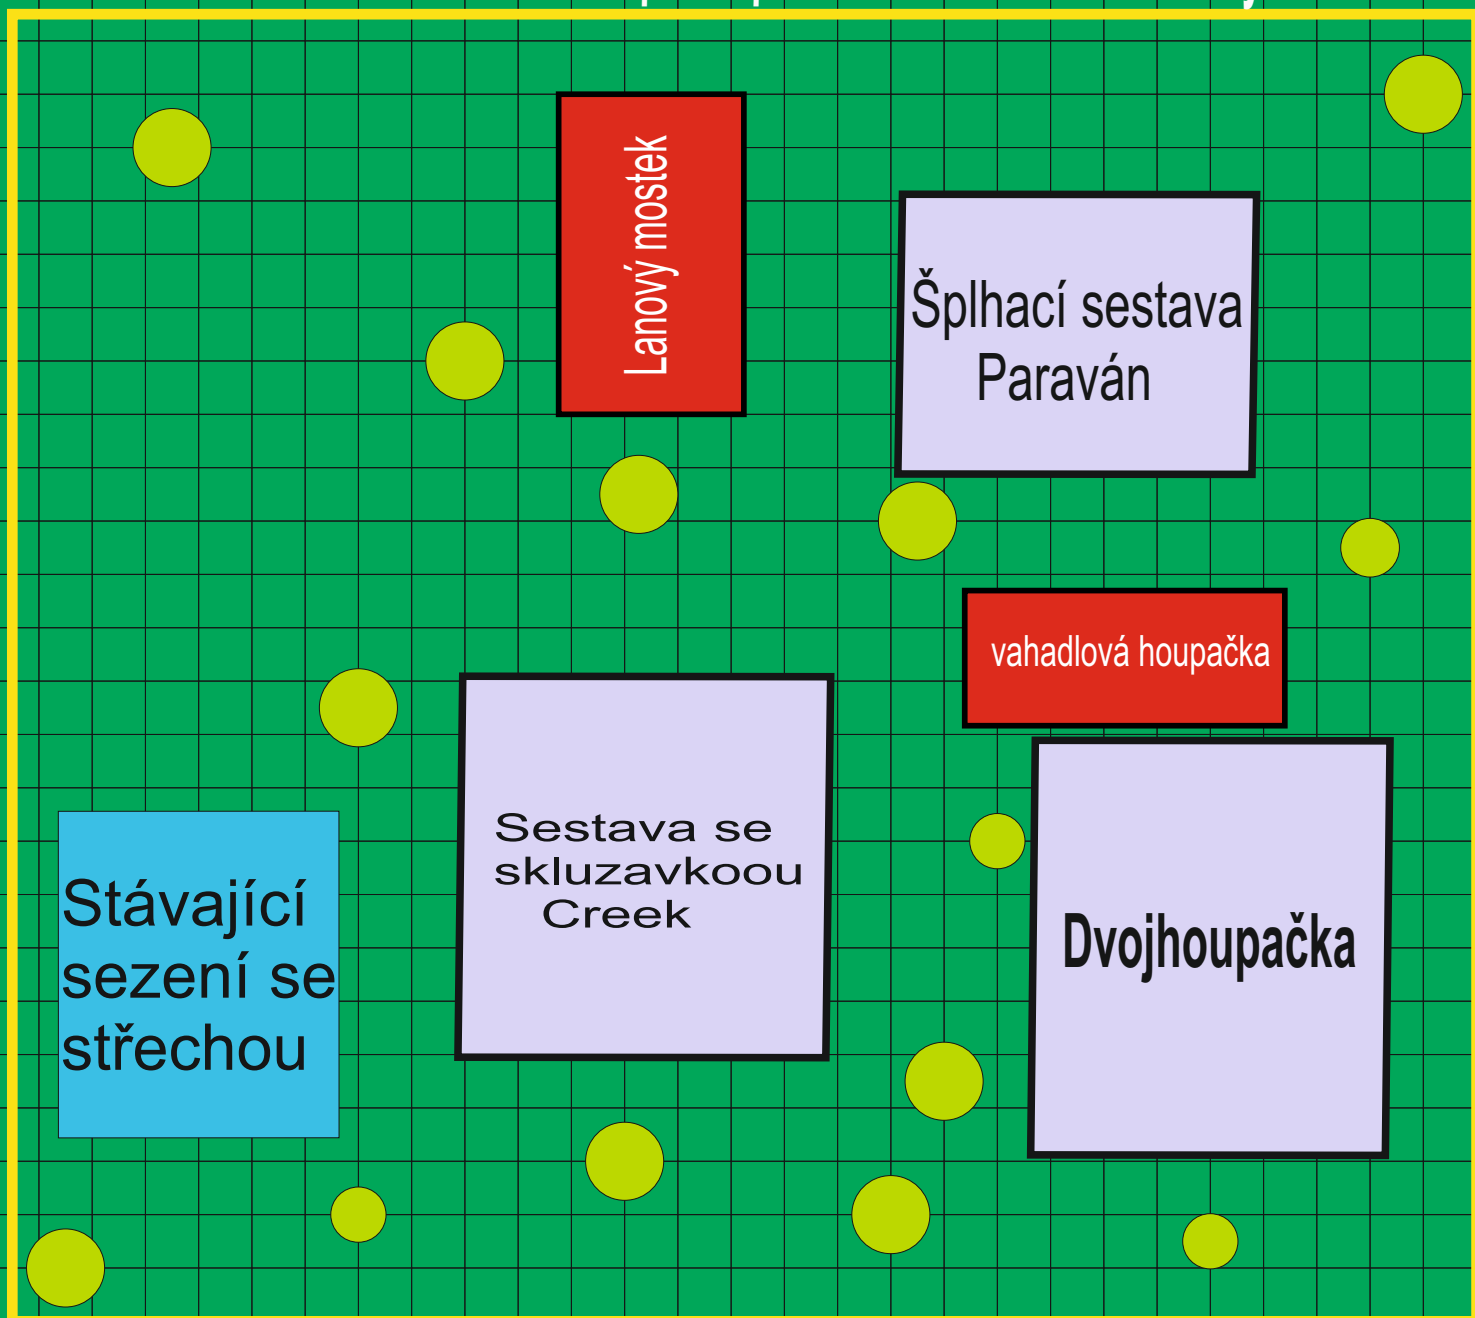 Lanový mostek
Šplhací sestava
Paraván
vahadlová houpačka
Sestava se
skluzavkoou
Creek
Dvojhoupačka
Stávající
sezení se
střechou